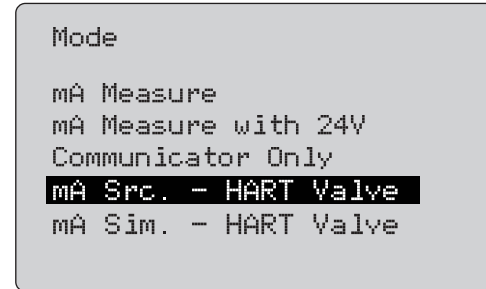 Mode
mA Measure
mA Measure with 24V
Communicator Only
mA Src. - HART Valve
mA Sim. - HART Valve